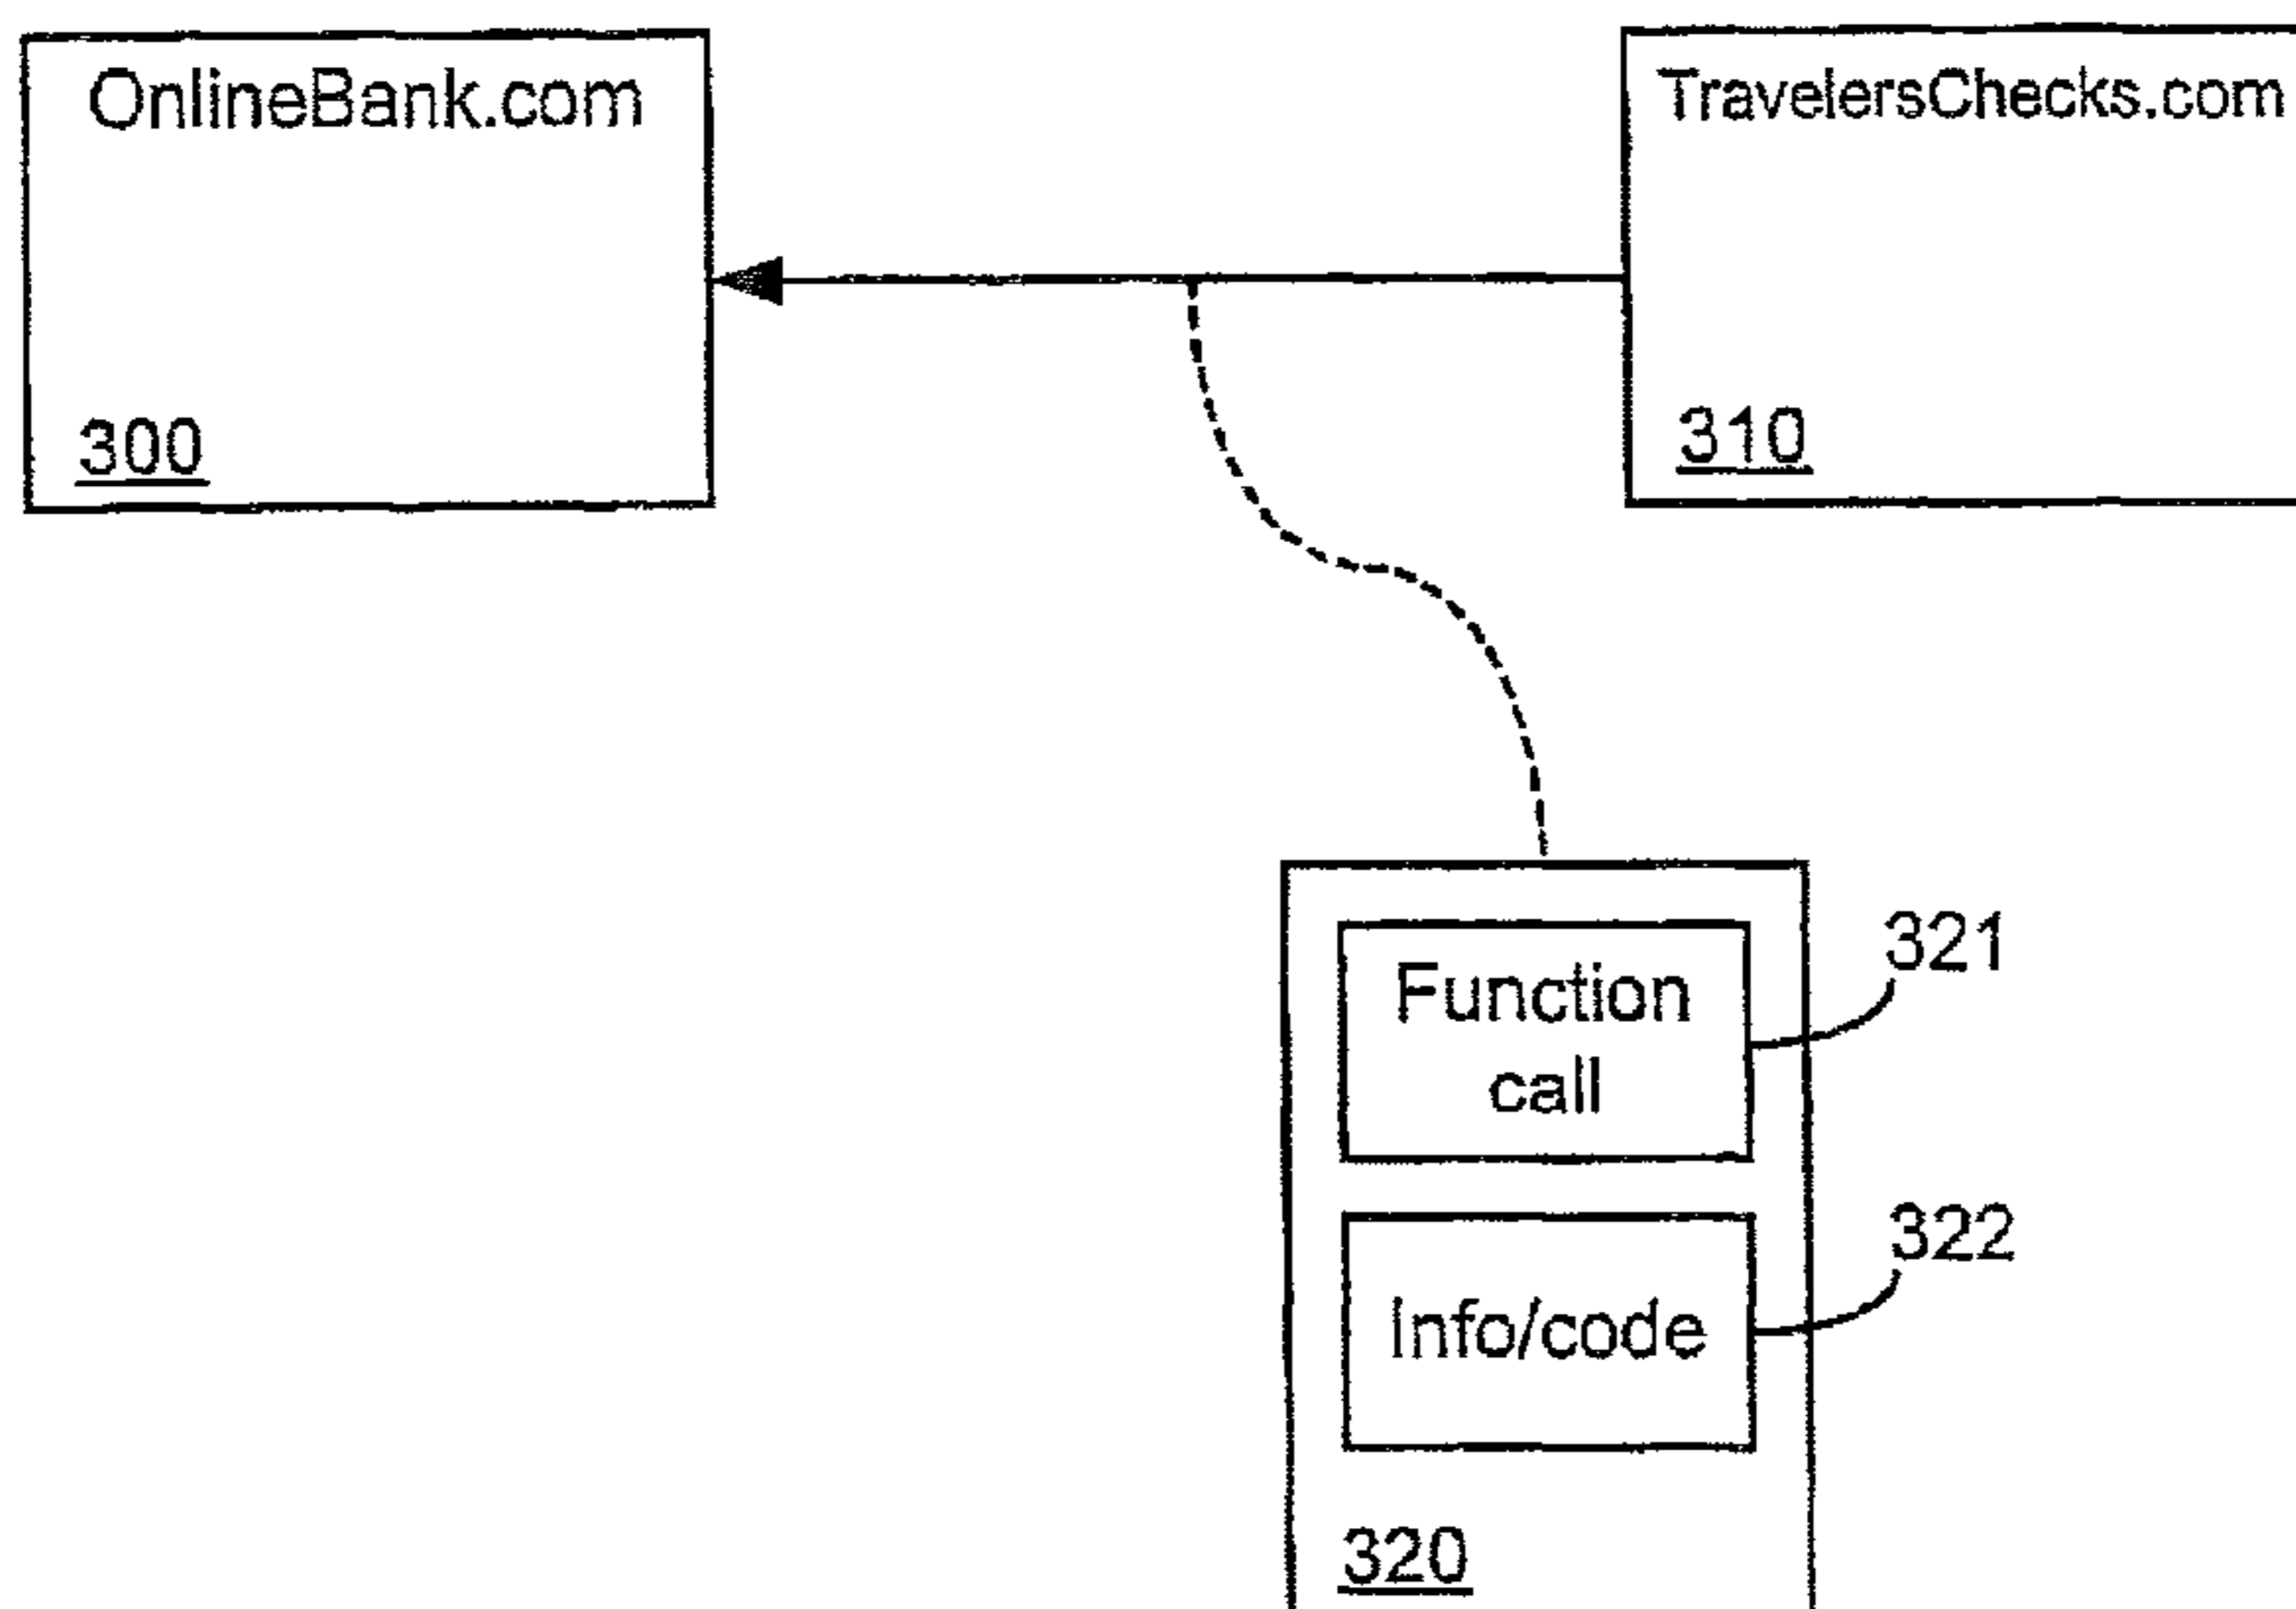 OnlineBank.com
300
TravelersChecks.com
310
Function
call
321
Info/code
322
320